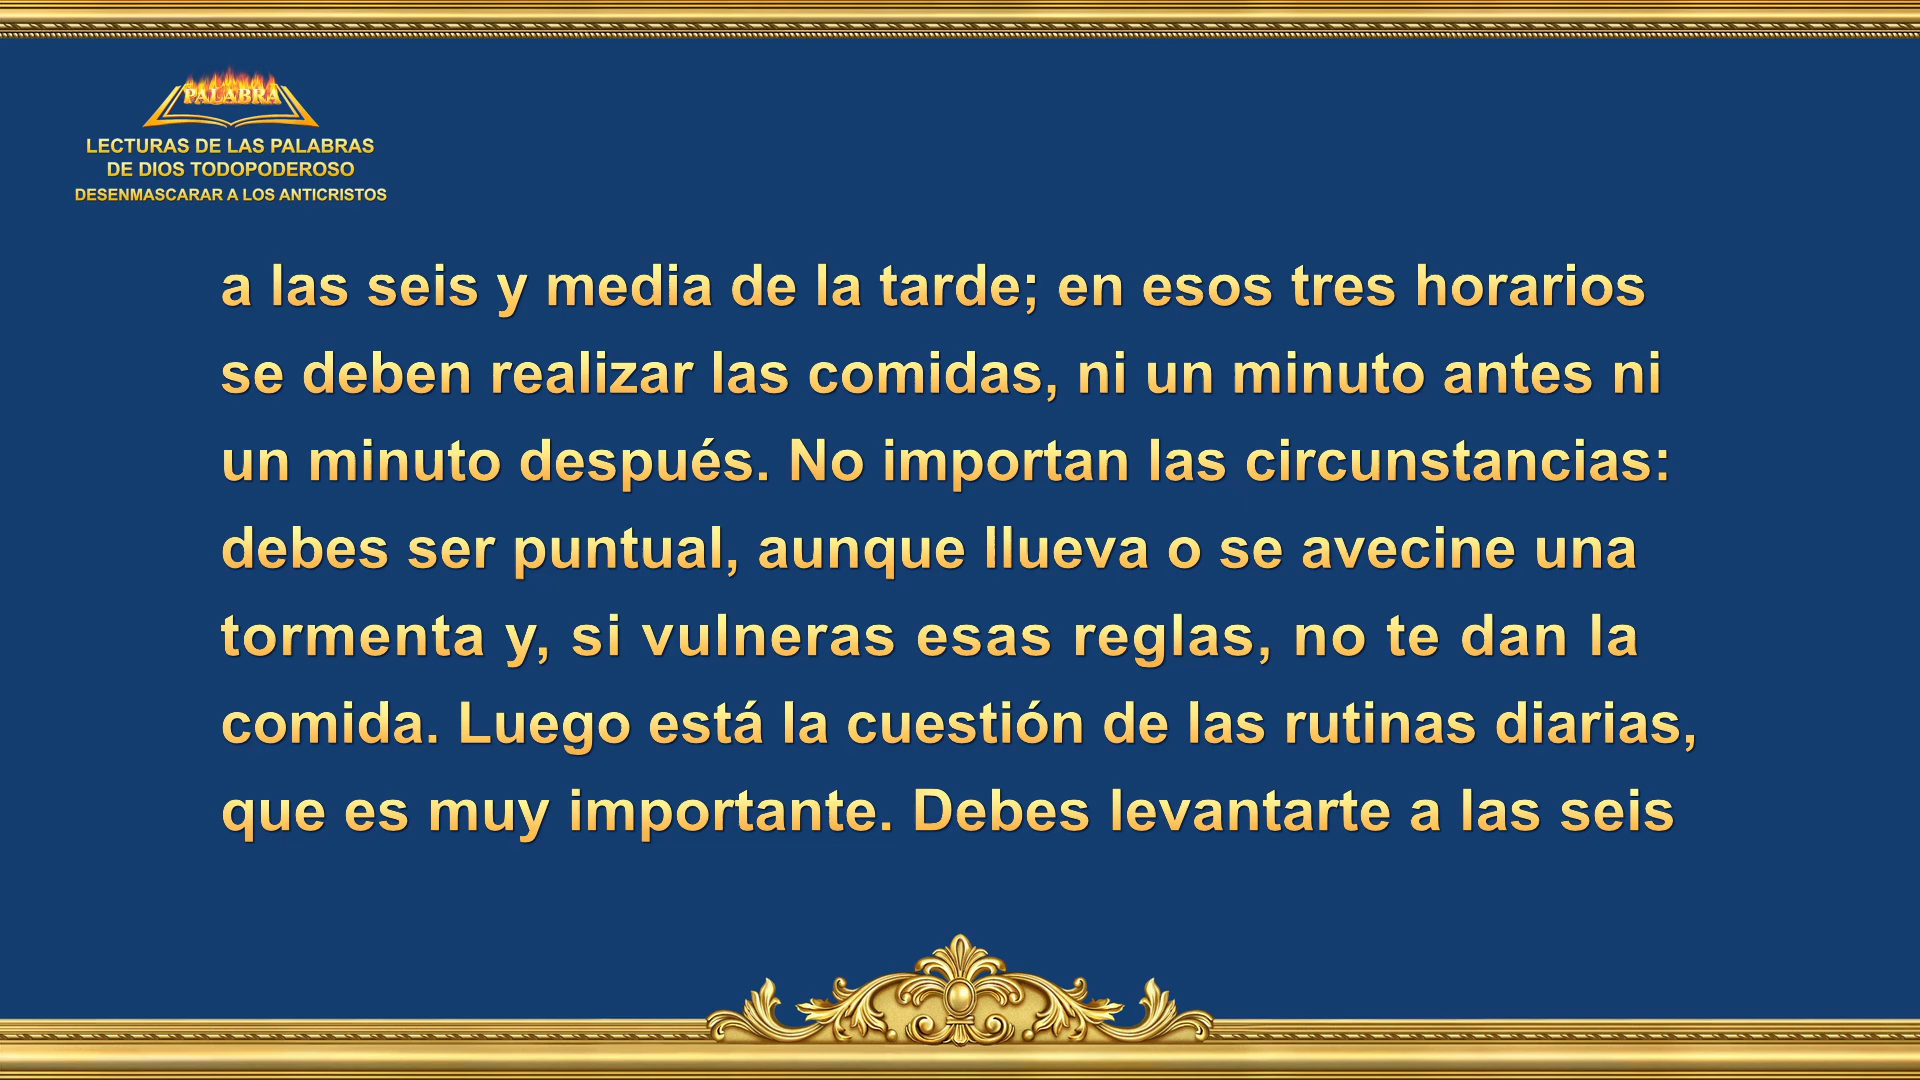 PALABRA
LECTURAS DE LAS PALABRAS
DE DIOS TODOPODEROSO
DESENMASCARAR A LOS ANTICRISTOS
a las seis y media de la tarde; en esos tres horarios
se deben realizar las comidas, ni un minuto antes ni
un minuto después. No importan las circunstancias:
debes ser puntual, aunque llueva o se avecine una
tormenta y, si vulneras esas reglas, no te dan la
comida. Luego está la cuestión de las rutinas diarias,
que es muy importante. Debes levantarte a las seis